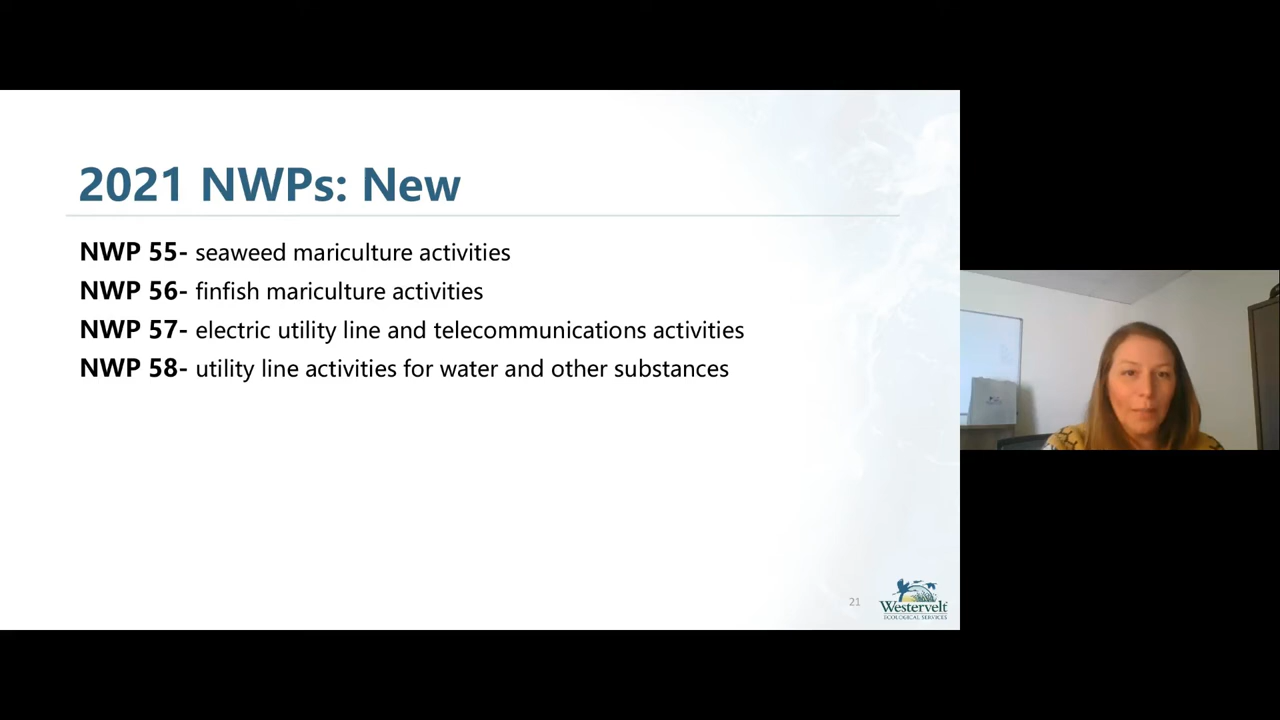 2021 NWPs: New
NWP 55- seaweed mariculture activities
NWP 56- finfish mariculture activities
NWP 57- electric utility line and telecommunications activities
NWP 58- utility line activities for water and other substances
21
Westervelt
ECOLOGICAL SERVICES